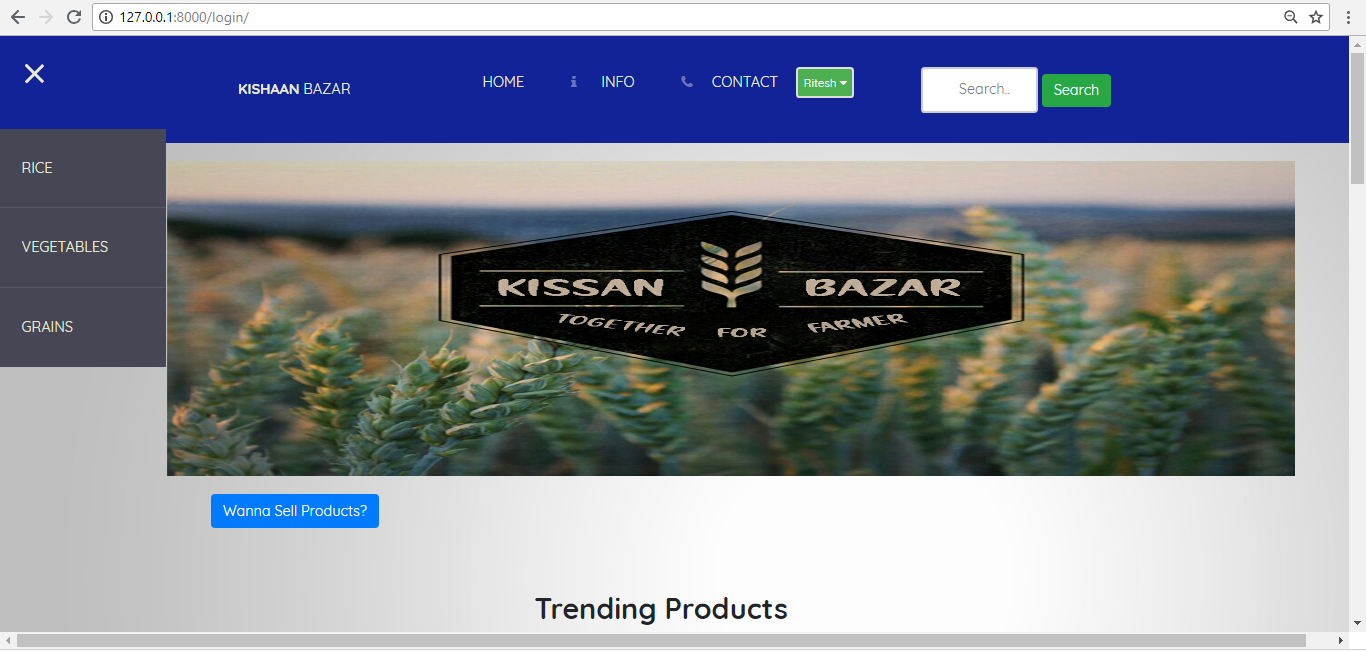 127.0.0.1:8000/login/
KISHAAN BAZAR
HOME
INFO
CONTACT
Ritesh
Search..
Search
RICE
VEGETABLES
GRAINS
KISSAN BAZAR
TOGETHER FOR FARMER
Wanna Sell Products?
Trending Products